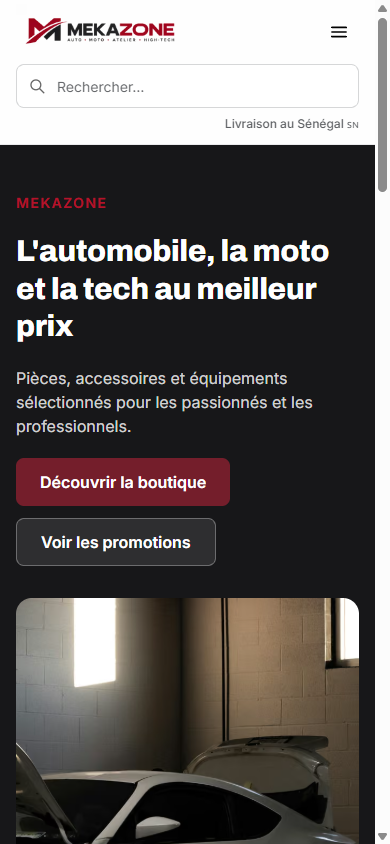 MEKAZONE
AUTO • MOTO • ATELIER • HIGH-TECH
Rechercher...
Livraison au Sénégal SN
MEKAZONE
L'automobile, la moto
et la tech au meilleur
prix
Pièces, accessoires et équipements
sélectionnés pour les passionnés et les
professionnels.
Découvrir la boutique
Voir les promotions